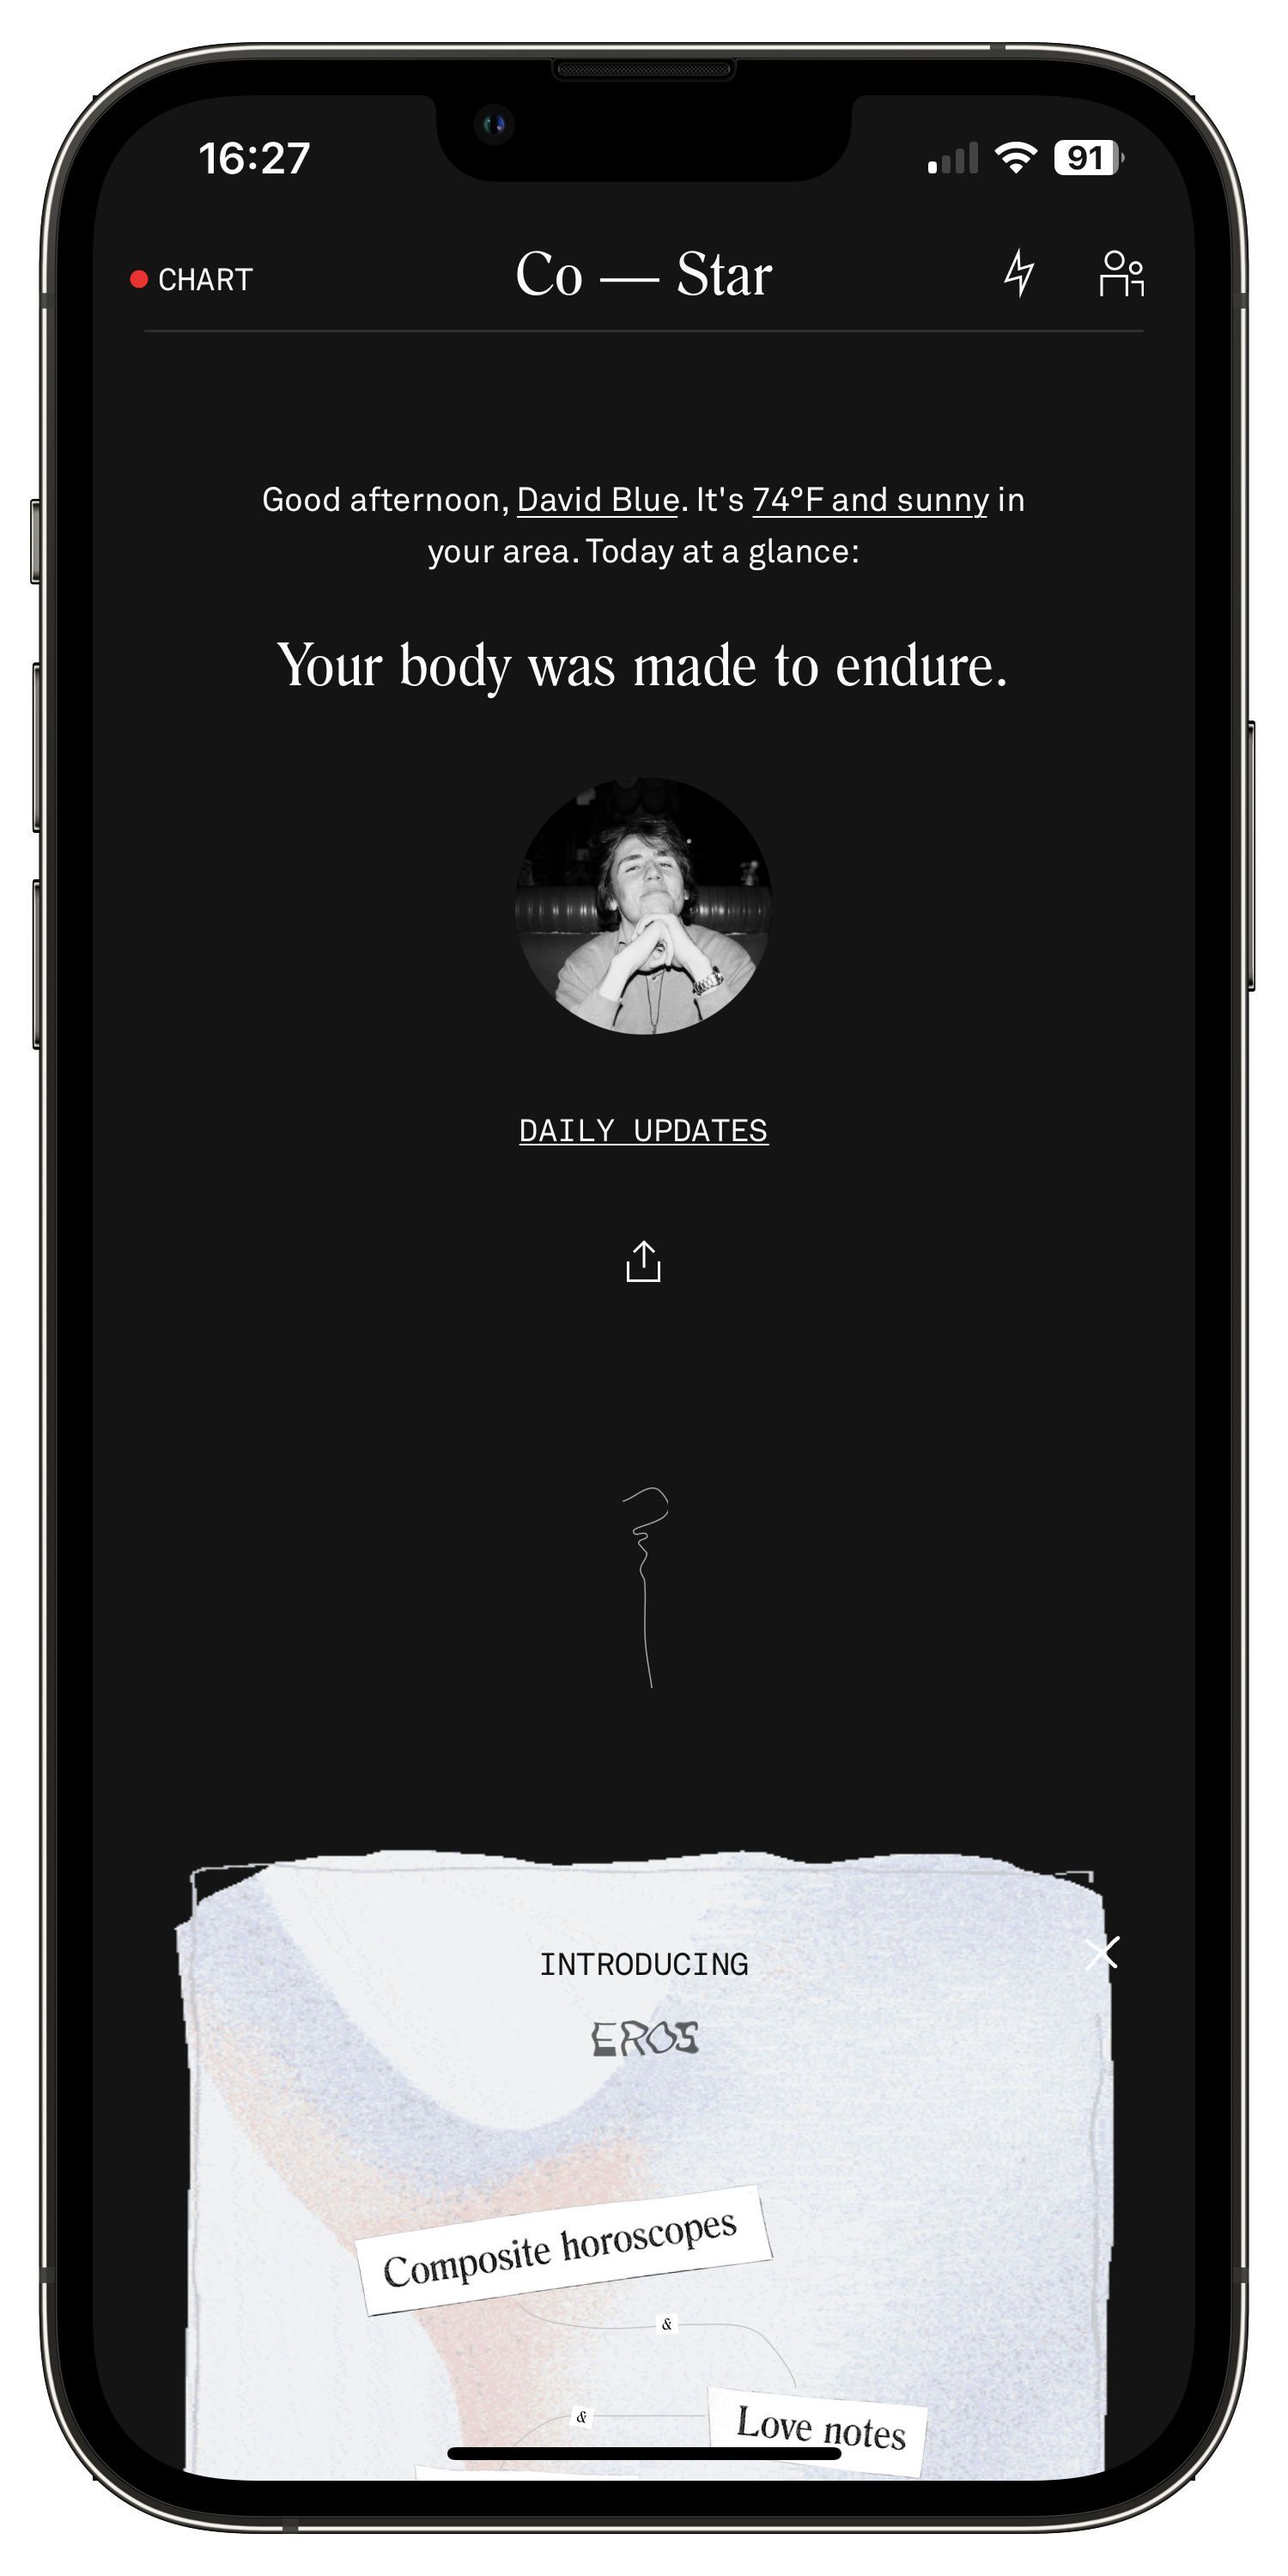 16:27
91
CHART
Co — Star
Good afternoon, David Blue. It's 74°F and sunny in
your area. Today at a glance:
Your body was made to endure.
DAILY UPDATES
INTRODUCING
EROS
Composite horoscopes
&
&
Love notes